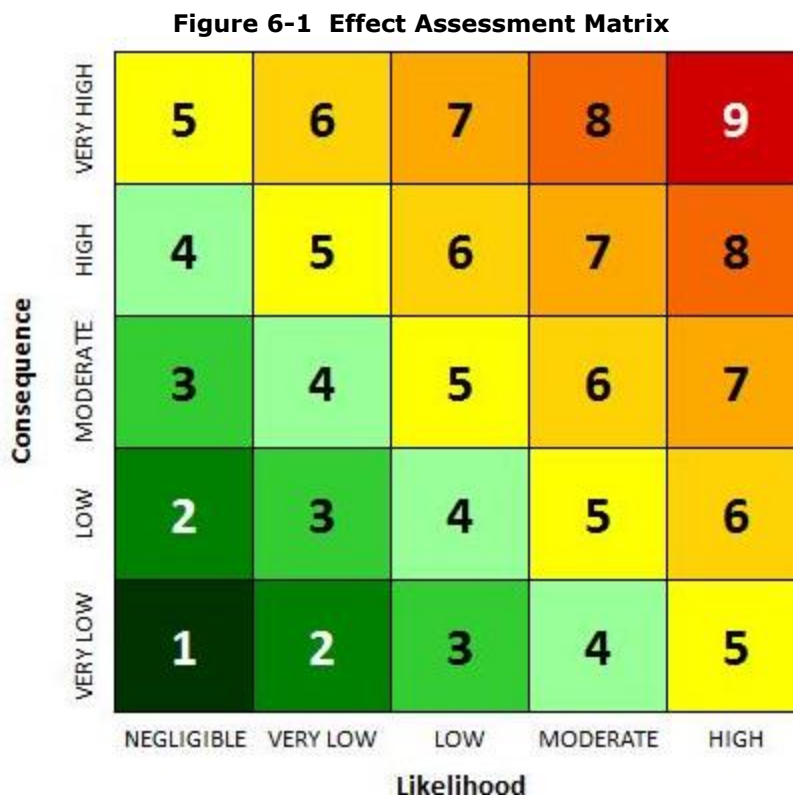 Figure 6-1 Effect Assessment Matrix
Consequence
VERY HIGH
5 6 7 8 9
HIGH
4 5 6 7 8
MODERATE
3 4 5 6 7
LOW
2 3 4 5 6
VERY LOW
1 2 3 4 5
NEGLIGIBLE VERY LOW LOW MODERATE HIGH
Likelihood